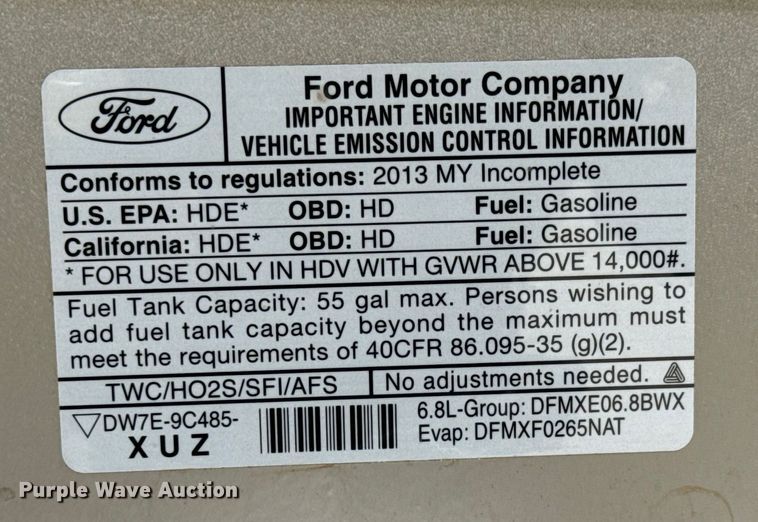 Ford
Ford Motor Company
IMPORTANT ENGINE INFORMATION/
VEHICLE EMISSION CONTROL INFORMATION
Conforms to regulations: 2013 MY Incomplete
U.S. EPA: HDE* OBD: HD Fuel: Gasoline
California: HDE* OBD: HD Fuel: Gasoline
* FOR USE ONLY IN HDV WITH GVWR ABOVE 14,000#.
Fuel Tank Capacity: 55 gal max. Persons wishing to
add fuel tank capacity beyond the maximum must
meet the requirements of 40CFR 86.095-35 (g)(2).
TWC/HO2S/SFI/AFS No adjustments needed.
DW7E-9C485-
XUZ
6.8L-Group: DFMXE06.8BWX
Evap: DFMXF0265NAT
Purple Wave Auction